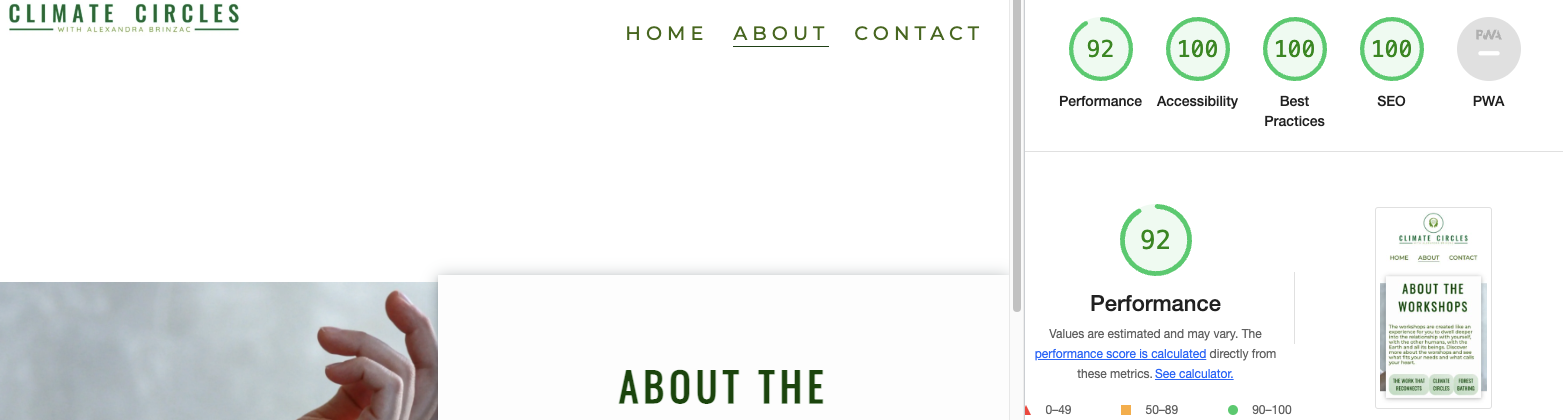 CLIMATE CIRCLES
WITH ALEXANDRA BRINZAC
HOME ABOUT CONTACT
ABOUT THE
92 100 100 100 PWA
Performance Accessibility Best Practices SEO PWA
92
Performance
Values are estimated and may vary. The
performance score is calculated directly from
these metrics. See calculator.
0–49 50–89 90–100
CLIMATE CIRCLES
HOME ABOUT CONTACT
ABOUT THE
WORKSHOPS
The workshops are created like an
experience for you to dwell deeper
into the relationship with yourself,
with the other humans, with the
Earth and all its beings. Discover
more about the worshops and see
what fits your needs and what calls
your heart.
THE WORK THAT RECONNECTS
CLIMATE CIRCLES
FOREST BATHING